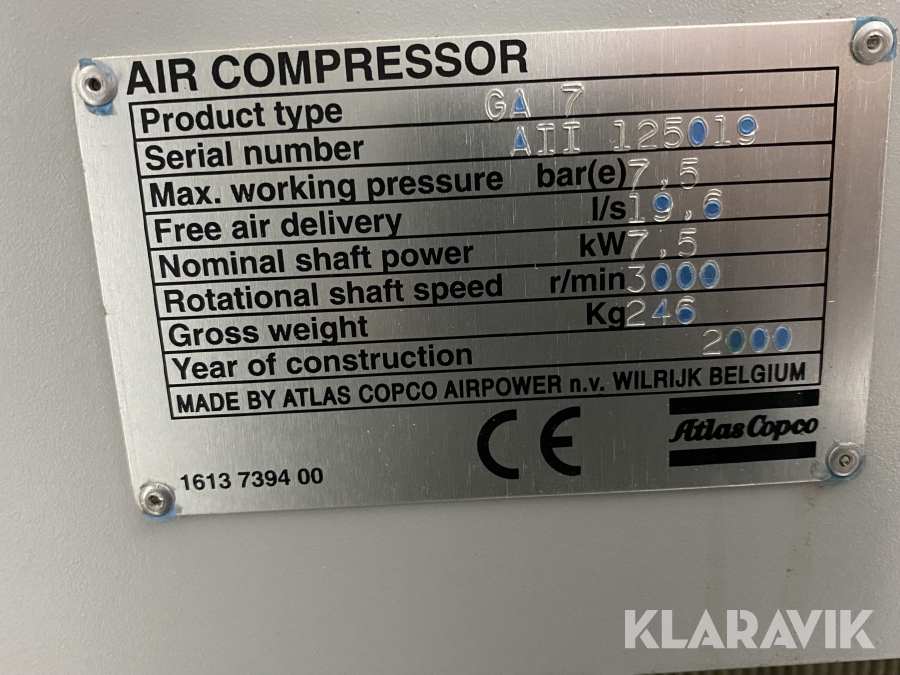 AIR COMPRESSOR
Product type GA 7
Serial number AII 125019
Max. working pressure bar(e) 7,5
Free air delivery l/s 19,6
Nominal shaft power kW 7,5
Rotational shaft speed r/min 3000
Gross weight Kg 246
Year of construction 2000
MADE BY ATLAS COPCO AIRPOWER n.v. WILRIJK BELGIUM
CE
Atlas Copco
1613 7394 00
KLARAVIK